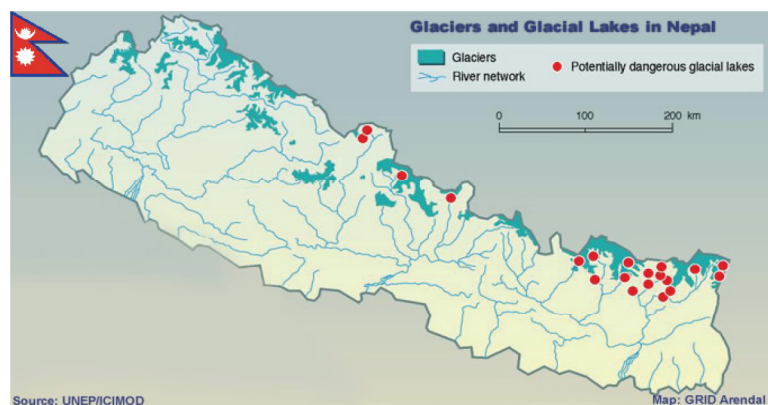 Glaciers and Glacial Lakes in Nepal
Glaciers
River network
Potentially dangerous glacial lakes
0 100 200 km
Source: UNEP/ICIMOD
Map: GRID Arendal